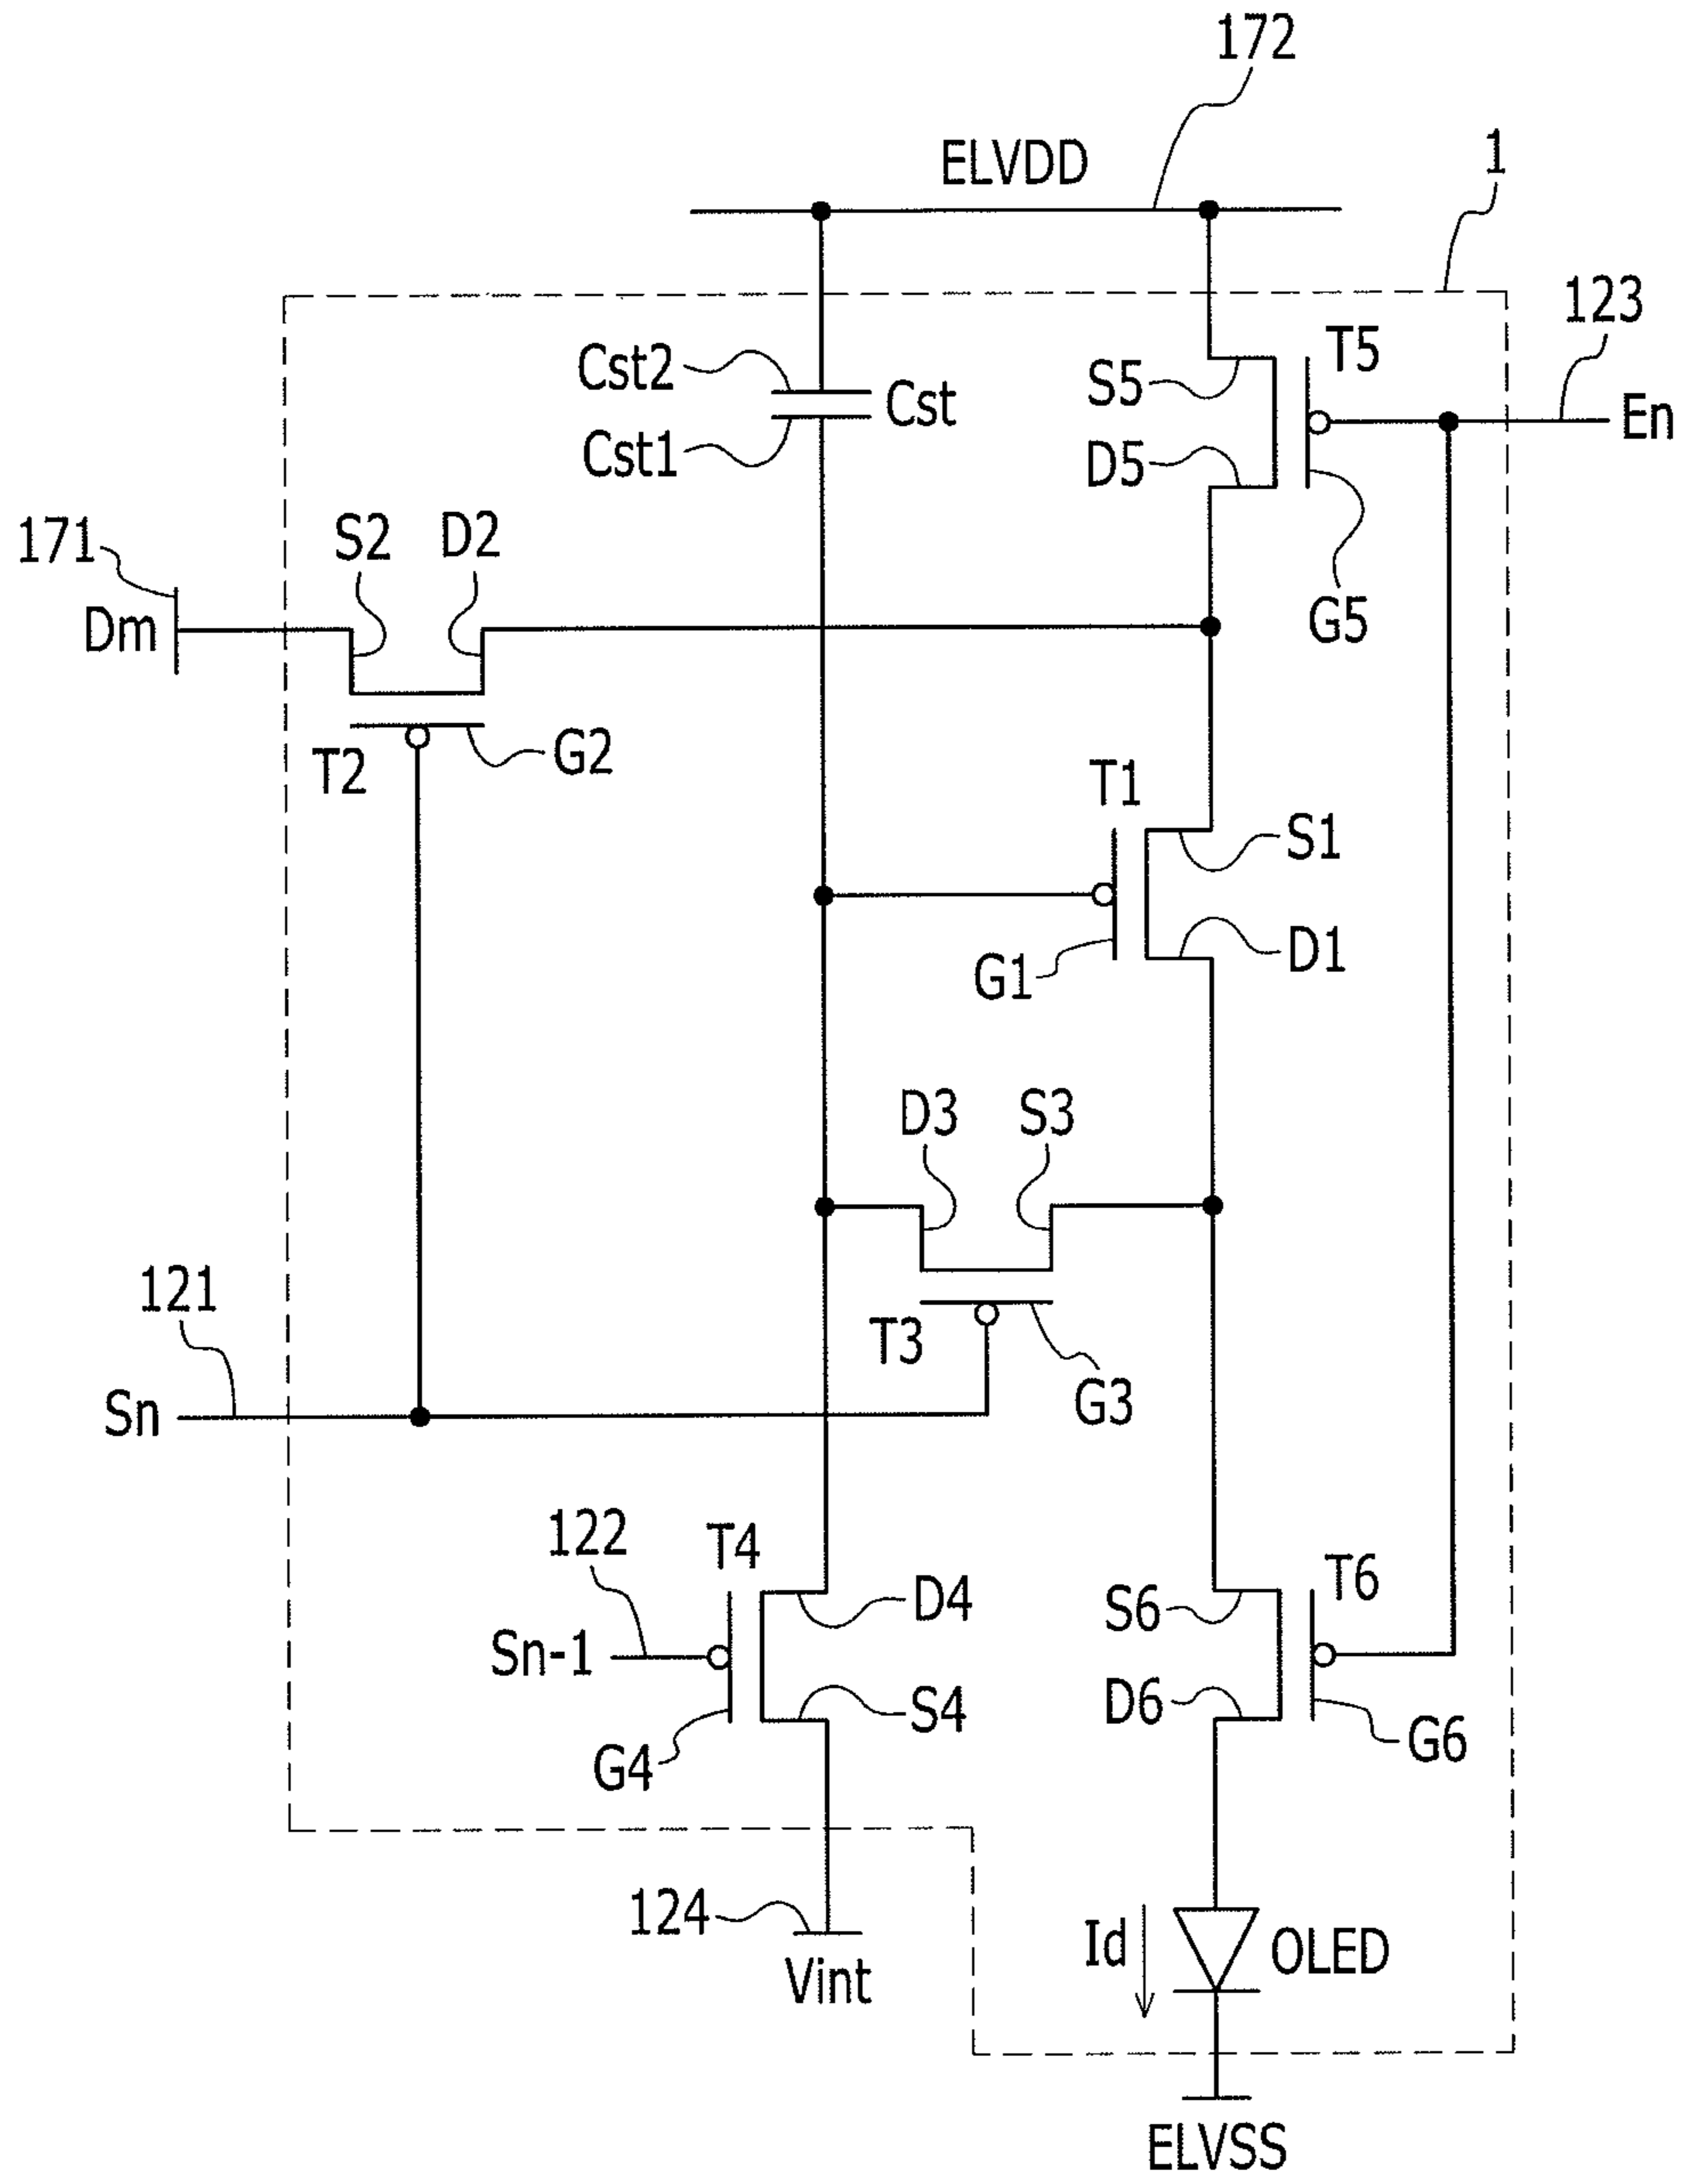 172
ELVDD
1
123
Cst2
Cst
Cst1
S5
T5
D5
En
G5
171
S2
D2
Dm
T2
G2
T1
S1
G1
D1
D3
S3
121
T3
G3
Sn
122
T4
D4
Sn-1
S4
G4
S6
T6
D6
G6
124
Vint
Id
OLED
ELVSS